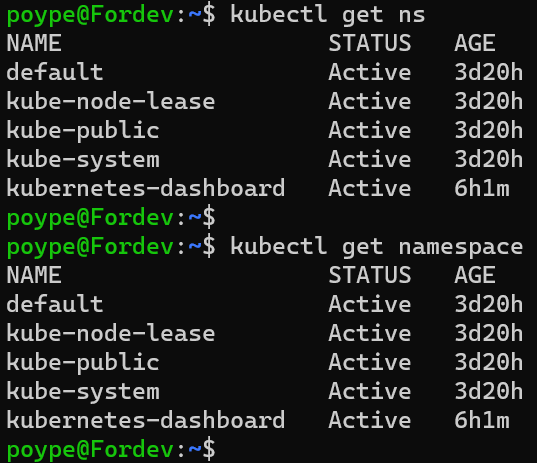 poype@Fordev:~$ kubectl get ns
NAME                   STATUS   AGE
default                Active   3d20h
kube-node-lease        Active   3d20h
kube-public            Active   3d20h
kube-system            Active   3d20h
kubernetes-dashboard   Active   6h1m
poype@Fordev:~$
poype@Fordev:~$ kubectl get namespace
NAME                   STATUS   AGE
default                Active   3d20h
kube-node-lease        Active   3d20h
kube-public            Active   3d20h
kube-system            Active   3d20h
kubernetes-dashboard   Active   6h1m
poype@Fordev:~$